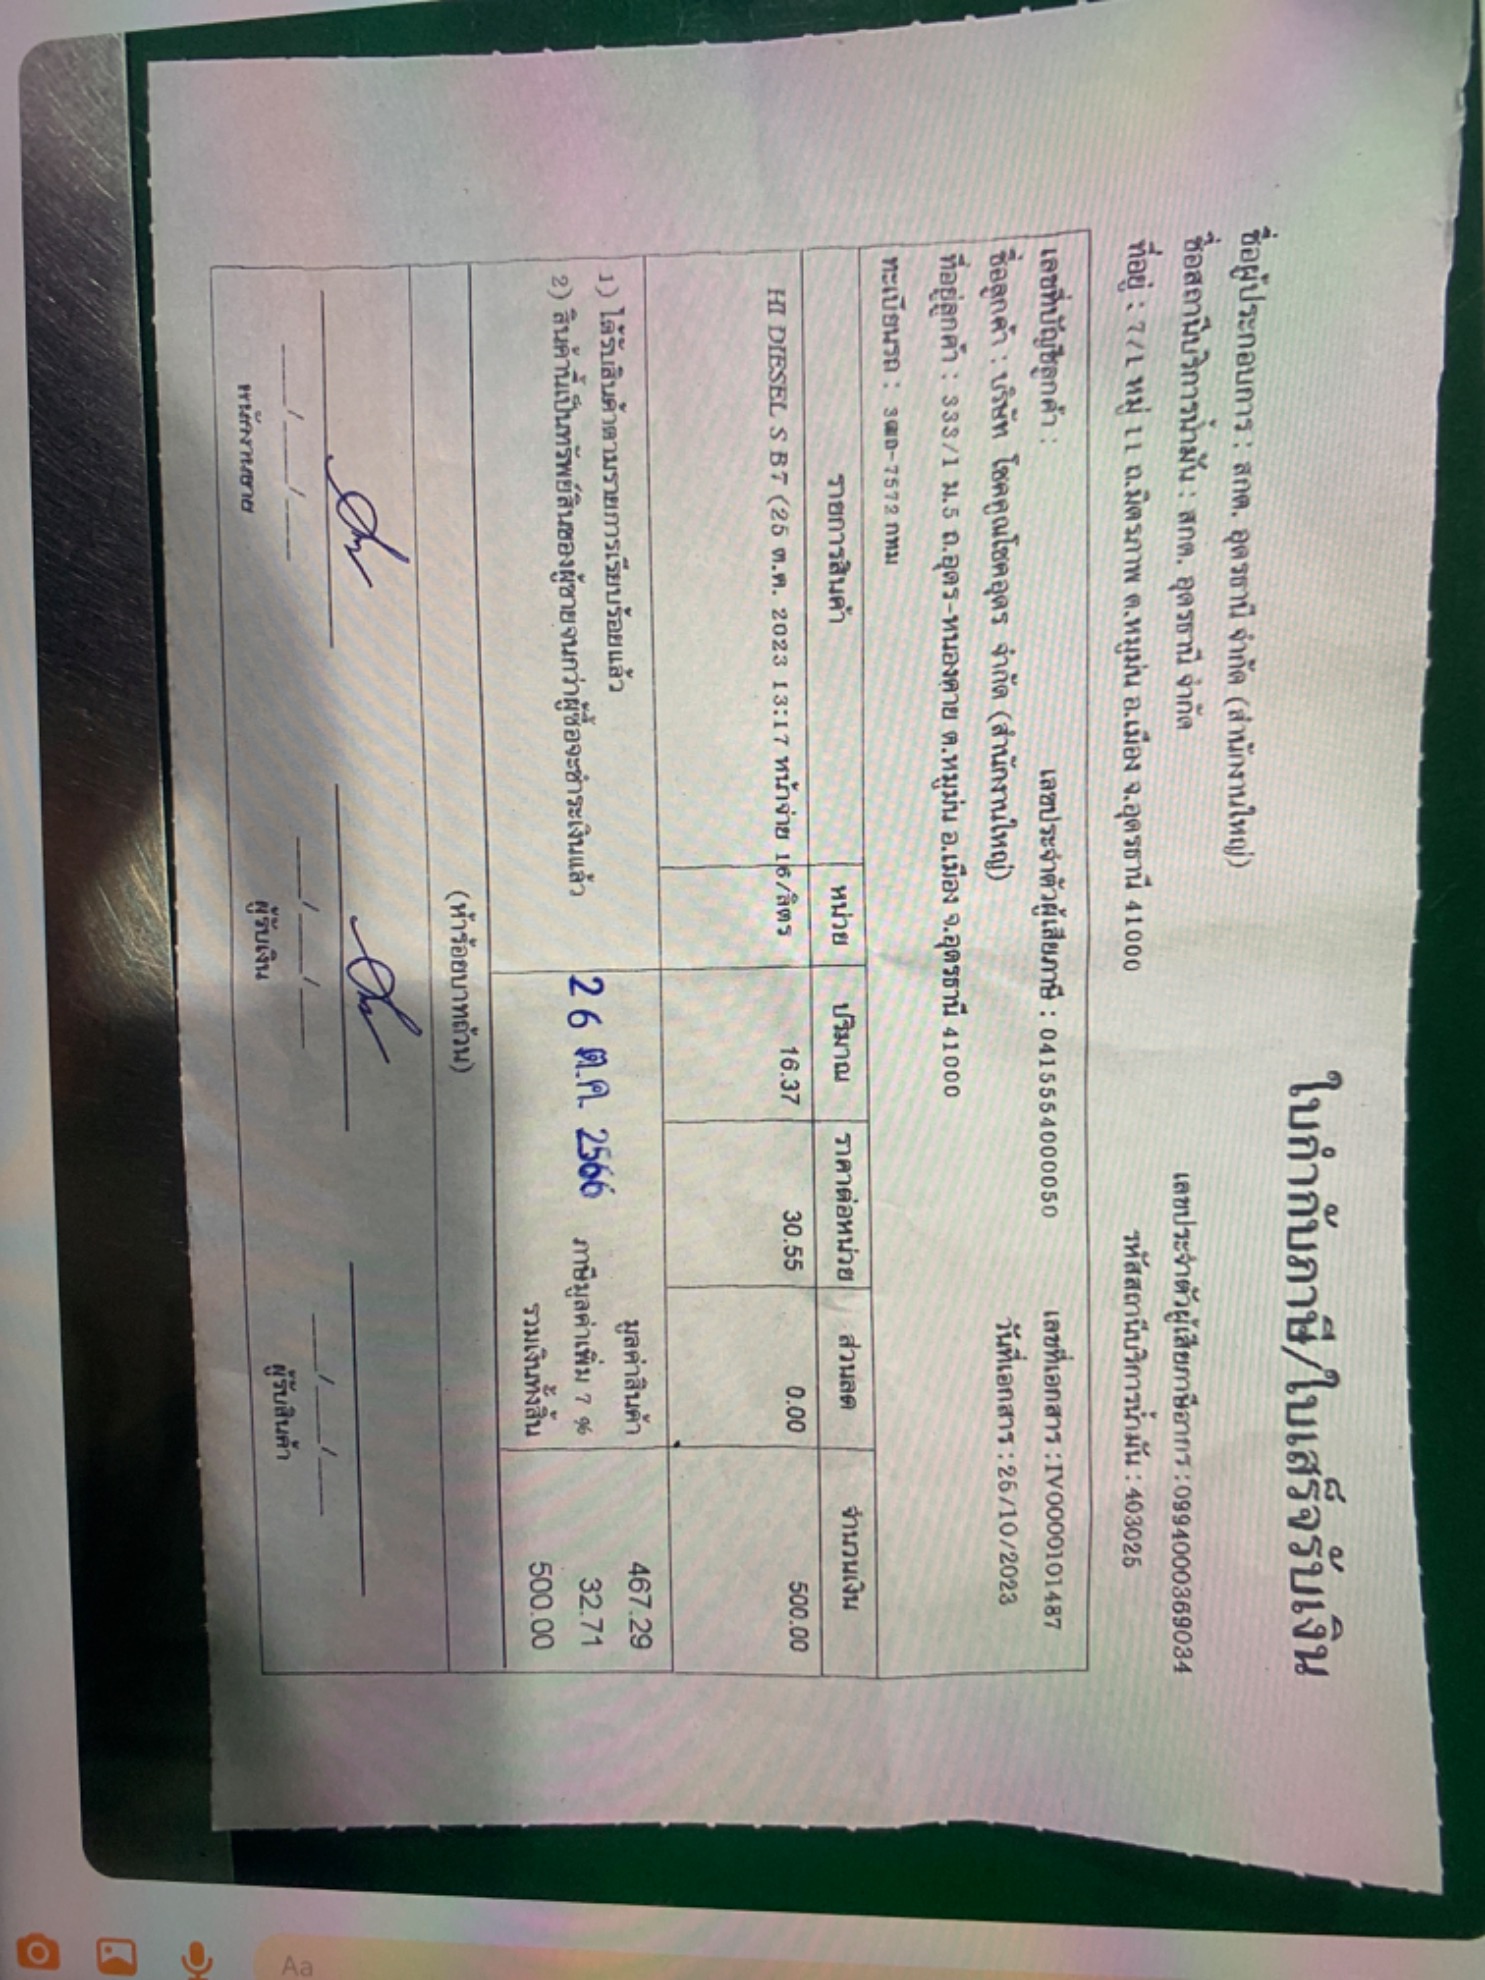 ใบกำกับภาษี/ใบเสร็จรับเงิน
ชื่อผู้ประกอบการ : สกต. อุดรธานี จำกัด (สำนักงานใหญ่)
เลขประจำตัวผู้เสียภาษีอากร : 0994000369034
ชื่อสถานีบริการน้ำมัน : สกต. อุดรธานี จำกัด
รหัสสถานีบริการน้ำมัน : 403025
ที่อยู่ : 7/1 หมู่ 11 ถ.มิตรภาพ ต.หมูม่น อ.เมือง จ.อุดรธานี 41000
เลขที่บัญชีลูกค้า : เลขประจำตัวผู้เสียภาษี : 0415554000050 เลขที่เอกสาร : IV0000101487
ชื่อลูกค้า : บริษัท โชคคูณโชคอุดร จำกัด (สำนักงานใหญ่) วันที่เอกสาร : 26/10/2023
ที่อยู่ลูกค้า : 333/1 ม.5 ถ.อุดร-หนองคาย ต.หมูม่น อ.เมือง จ.อุดรธานี 41000
ทะเบียนรถ : -7572 กทม
รายการสินค้า หน่วย ปริมาณ ราคาต่อหน่วย ส่วนลด จำนวนเงิน
HI DIESEL S B7 (25 ต.ค. 2023 13:17 หน้าจ่าย 16/ลิตร 16.37 30.55 0.00 500.00
1) ได้รับสินค้าตามรายการเรียบร้อยแล้ว มูลค่าสินค้า 467.29
2) สินค้านี้เป็นทรัพย์สินของผู้ขายจนกว่าผู้ซื้อจะชำระเงินแล้ว 26 ต.ค. 2566 ภาษีมูลค่าเพิ่ม 7 % 32.71
รวมเงินทั้งสิ้น 500.00
(ห้าร้อยบาทถ้วน)
___/___/___ ___/___/___ ___/___/___
พนักงานขาย ผู้รับเงิน ผู้รับสินค้า
Aa